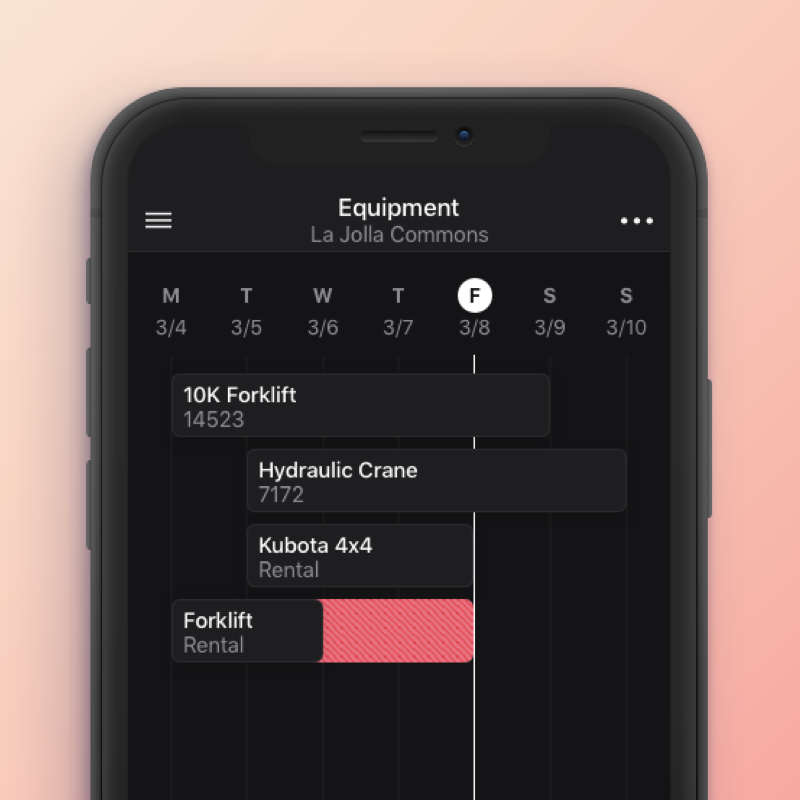 Equipment
La Jolla Commons
M T W T F S S
3/4 3/5 3/6 3/7 3/8 3/9 3/10
10K Forklift
14523
Hydraulic Crane
7172
Kubota 4x4
Rental
Forklift
Rental